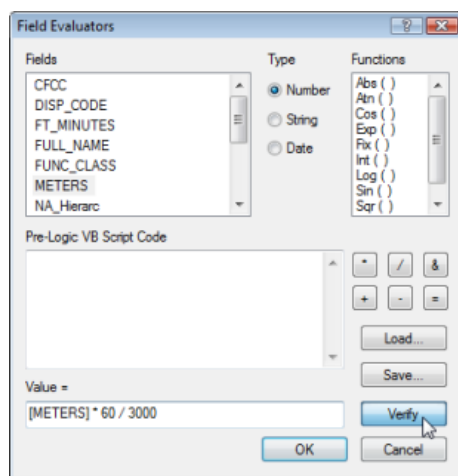 Field Evaluators
Fields
Type
Functions
CFCC
DISP_CODE
FT_MINUTES
FULL_NAME
FUNC_CLASS
METERS
NA_Hierarc
Number
String
Date
Abs ( )
Atn ( )
Cos ( )
Exp ( )
Fix ( )
Int ( )
Log ( )
Sin ( )
Sqr ( )
Pre-Logic VB Script Code
* / &
+ - =
Load...
Save...
Value =
[METERS] * 60 / 3000
Verify
OK
Cancel